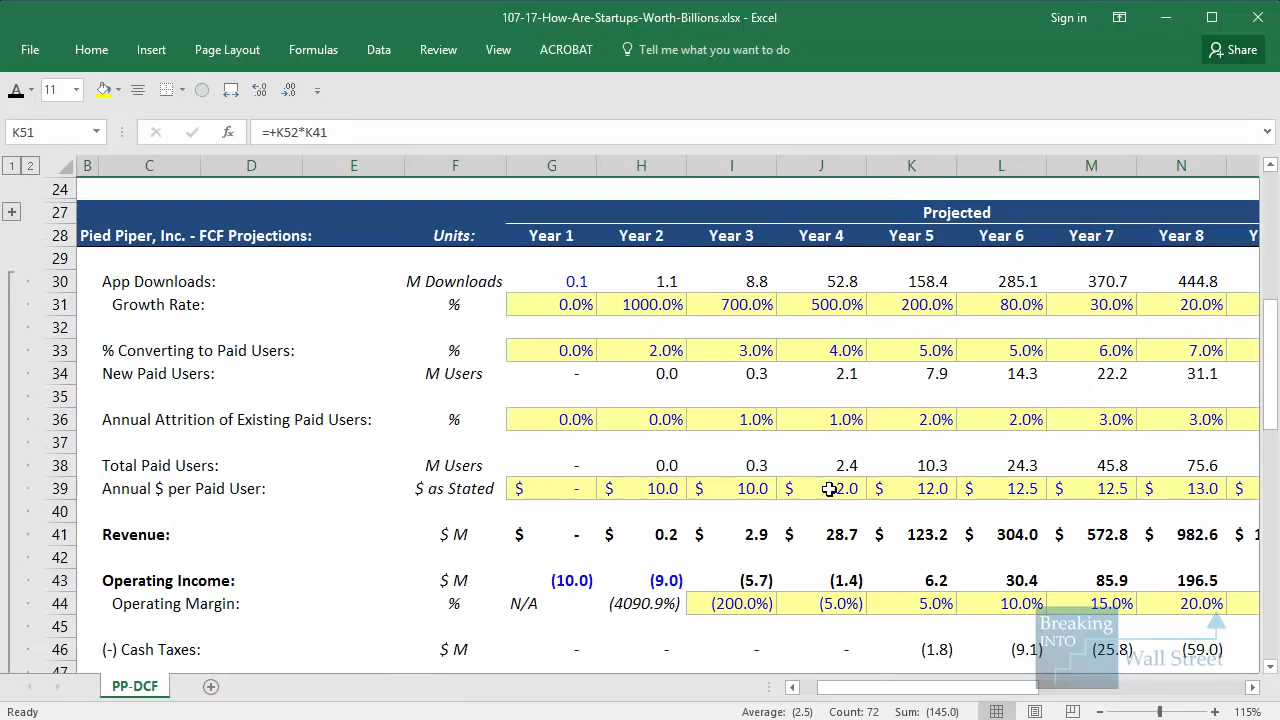 107-17-How-Are-Startups-Worth-Billions.xlsx - Excel Sign in
File Home Insert Page Layout Formulas Data Review View ACROBAT Tell me what you want to do Share
A 11
K51 fx =+K52*K41
1 2 B C D E F G H I J K L M N
24
27 Projected
28 Pied Piper, Inc. - FCF Projections: Units: Year 1 Year 2 Year 3 Year 4 Year 5 Year 6 Year 7 Year 8 Y
29
30 App Downloads: M Downloads 0.1 1.1 8.8 52.8 158.4 285.1 370.7 444.8
31 Growth Rate: % 0.0% 1000.0% 700.0% 500.0% 200.0% 80.0% 30.0% 20.0%
32
33 % Converting to Paid Users: % 0.0% 2.0% 3.0% 4.0% 5.0% 5.0% 6.0% 7.0%
34 New Paid Users: M Users - 0.0 0.3 2.1 7.9 14.3 22.2 31.1
35
36 Annual Attrition of Existing Paid Users: % 0.0% 0.0% 1.0% 1.0% 2.0% 2.0% 3.0% 3.0%
37
38 Total Paid Users: M Users - 0.0 0.3 2.4 10.3 24.3 45.8 75.6
39 Annual $ per Paid User: $ as Stated $ - $ 10.0 $ 10.0 $ $ 12.0 $ 12.5 $ 12.5 $ 13.0 $
40
41 Revenue: $ M $ - $ 0.2 $ 2.9 $ 28.7 $ 123.2 $ 304.0 $ 572.8 $ 982.6 $ 1
42
43 Operating Income: $ M (10.0) (9.0) (5.7) (1.4) 6.2 30.4 85.9 196.5
44 Operating Margin: % N/A (4090.9%) (200.0%) (5.0%) 5.0% 10.0% 15.0% 20.0%
45
46 (-) Cash Taxes: $ M - - - - (1.8) (9.1) (25.8) (59.0)
47
Breaking
INTO
Wall Street
PP-DCF
Ready Average: (2.5) Count: 72 Sum: (145.0) 115%